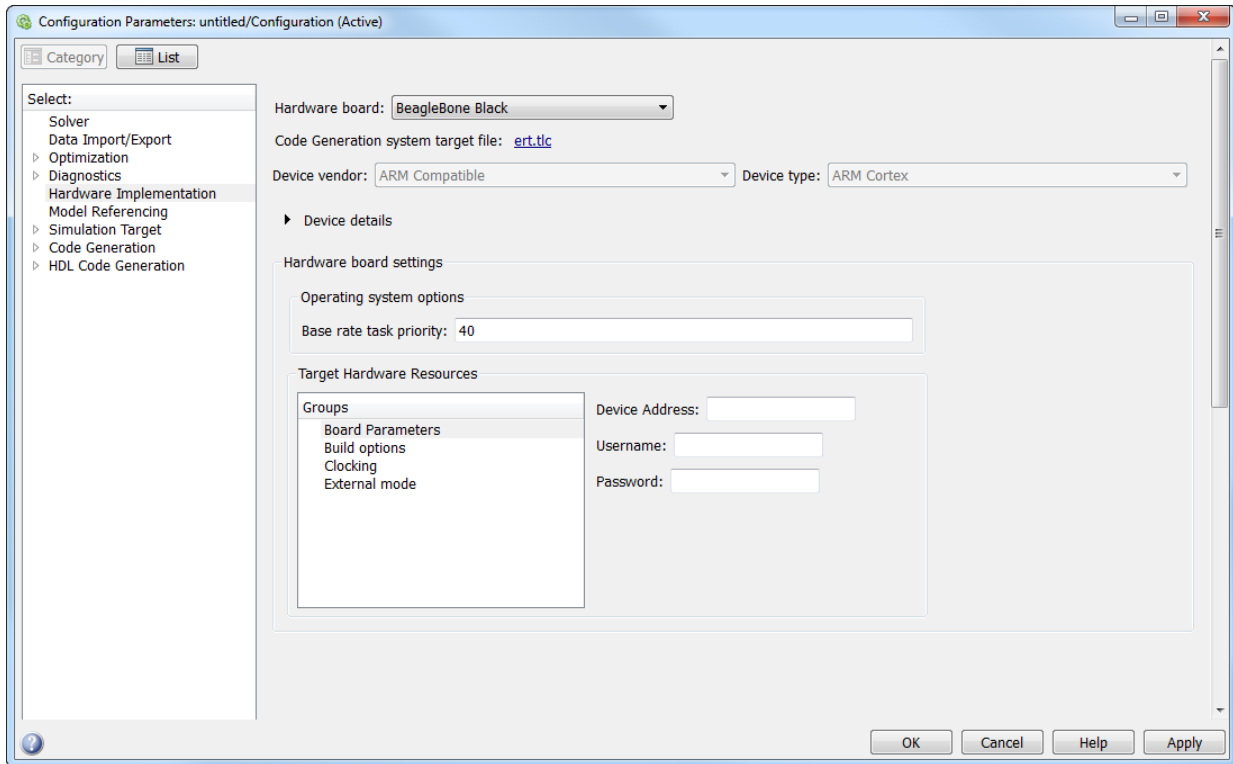 Configuration Parameters: untitled/Configuration (Active)
Category List
Select:
Solver
Data Import/Export
Optimization
Diagnostics
Hardware Implementation
Model Referencing
Simulation Target
Code Generation
HDL Code Generation
Hardware board: BeagleBone Black
Code Generation system target file: ert.tlc
Device vendor: ARM Compatible Device type: ARM Cortex
Device details
Hardware board settings
Operating system options
Base rate task priority: 40
Target Hardware Resources
Groups
Board Parameters
Build options
Clocking
External mode
Device Address:
Username:
Password:
OK Cancel Help Apply